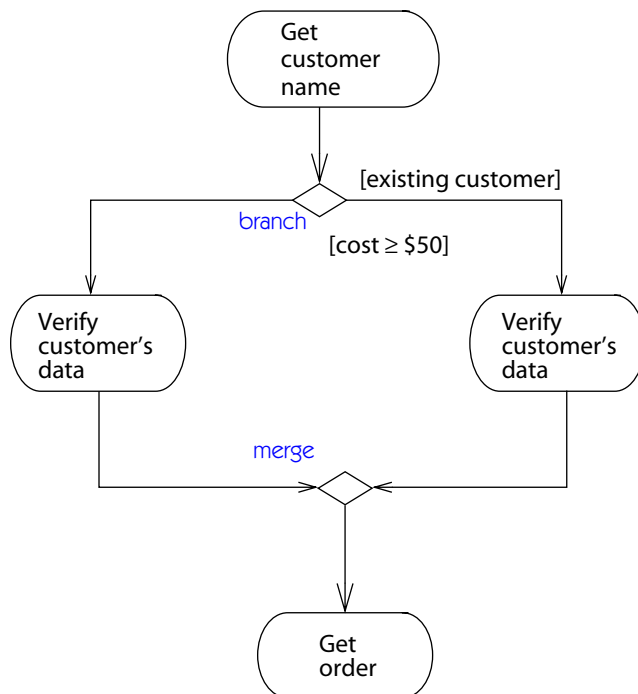 Get
customer
name
[existing customer]
branch
[cost ≥ $50]
Verify
customer’s
data
Verify
customer’s
data
merge
Get
order